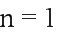 n = 1